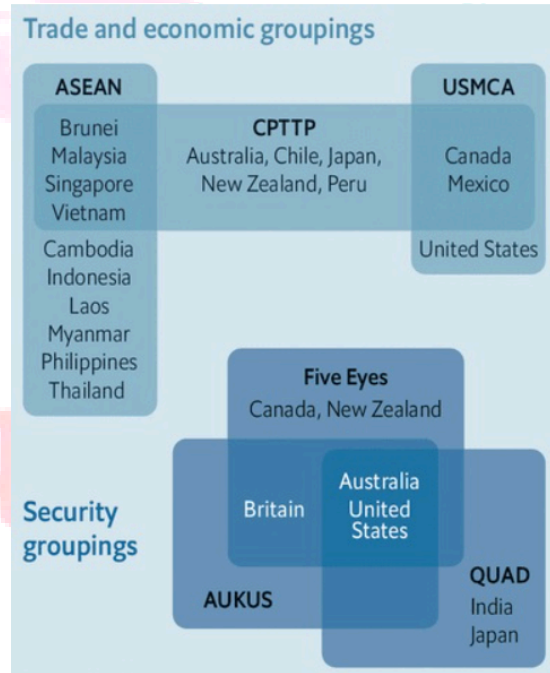 Trade and economic groupings
ASEAN
Brunei
Malaysia
Singapore
Vietnam
Cambodia
Indonesia
Laos
Myanmar
Philippines
Thailand
CPTTP
Australia, Chile, Japan,
New Zealand, Peru
USMCA
Canada
Mexico
United States
Security
groupings
Five Eyes
Canada, New Zealand
Britain
Australia
United
States
AUKUS
QUAD
India
Japan